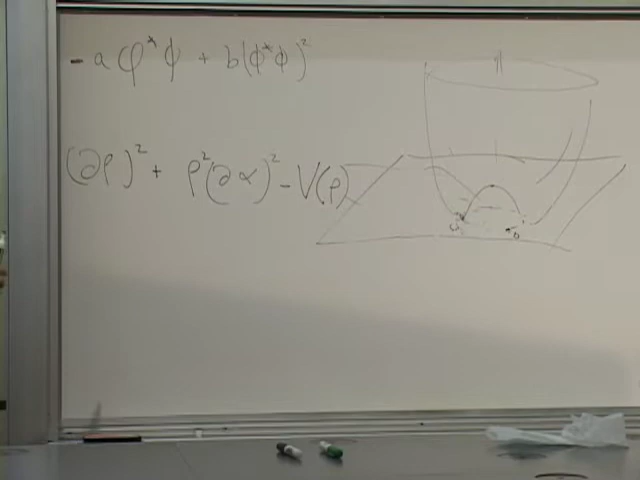 - a φ*ϕ + b(ϕ*ϕ)²
(∂ρ)² + ρ²(∂α)² - V(ρ)